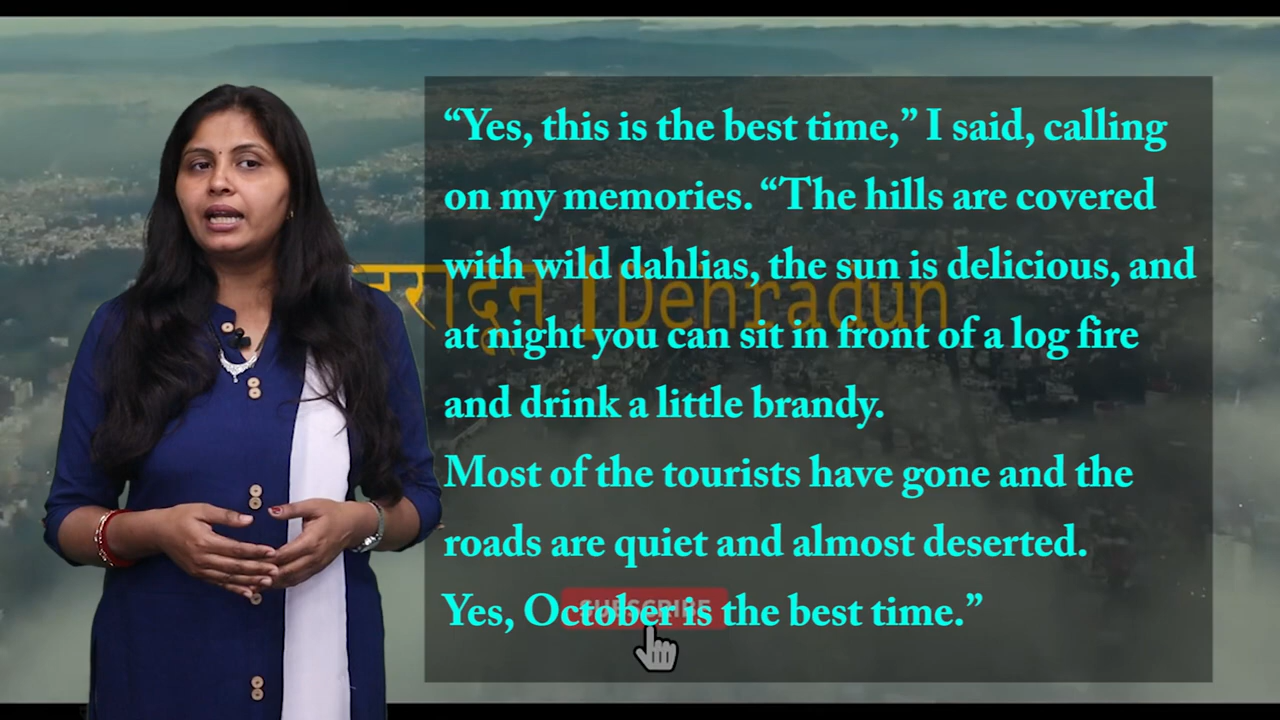 “Yes, this is the best time,” I said, calling
on my memories. “The hills are covered
with wild dahlias, the sun is delicious, and
at night you can sit in front of a log fire
and drink a little brandy.
Most of the tourists have gone and the
roads are quiet and almost deserted.
Yes, October is the best time.”
रादून | Dehradun
SUBSCRIBE